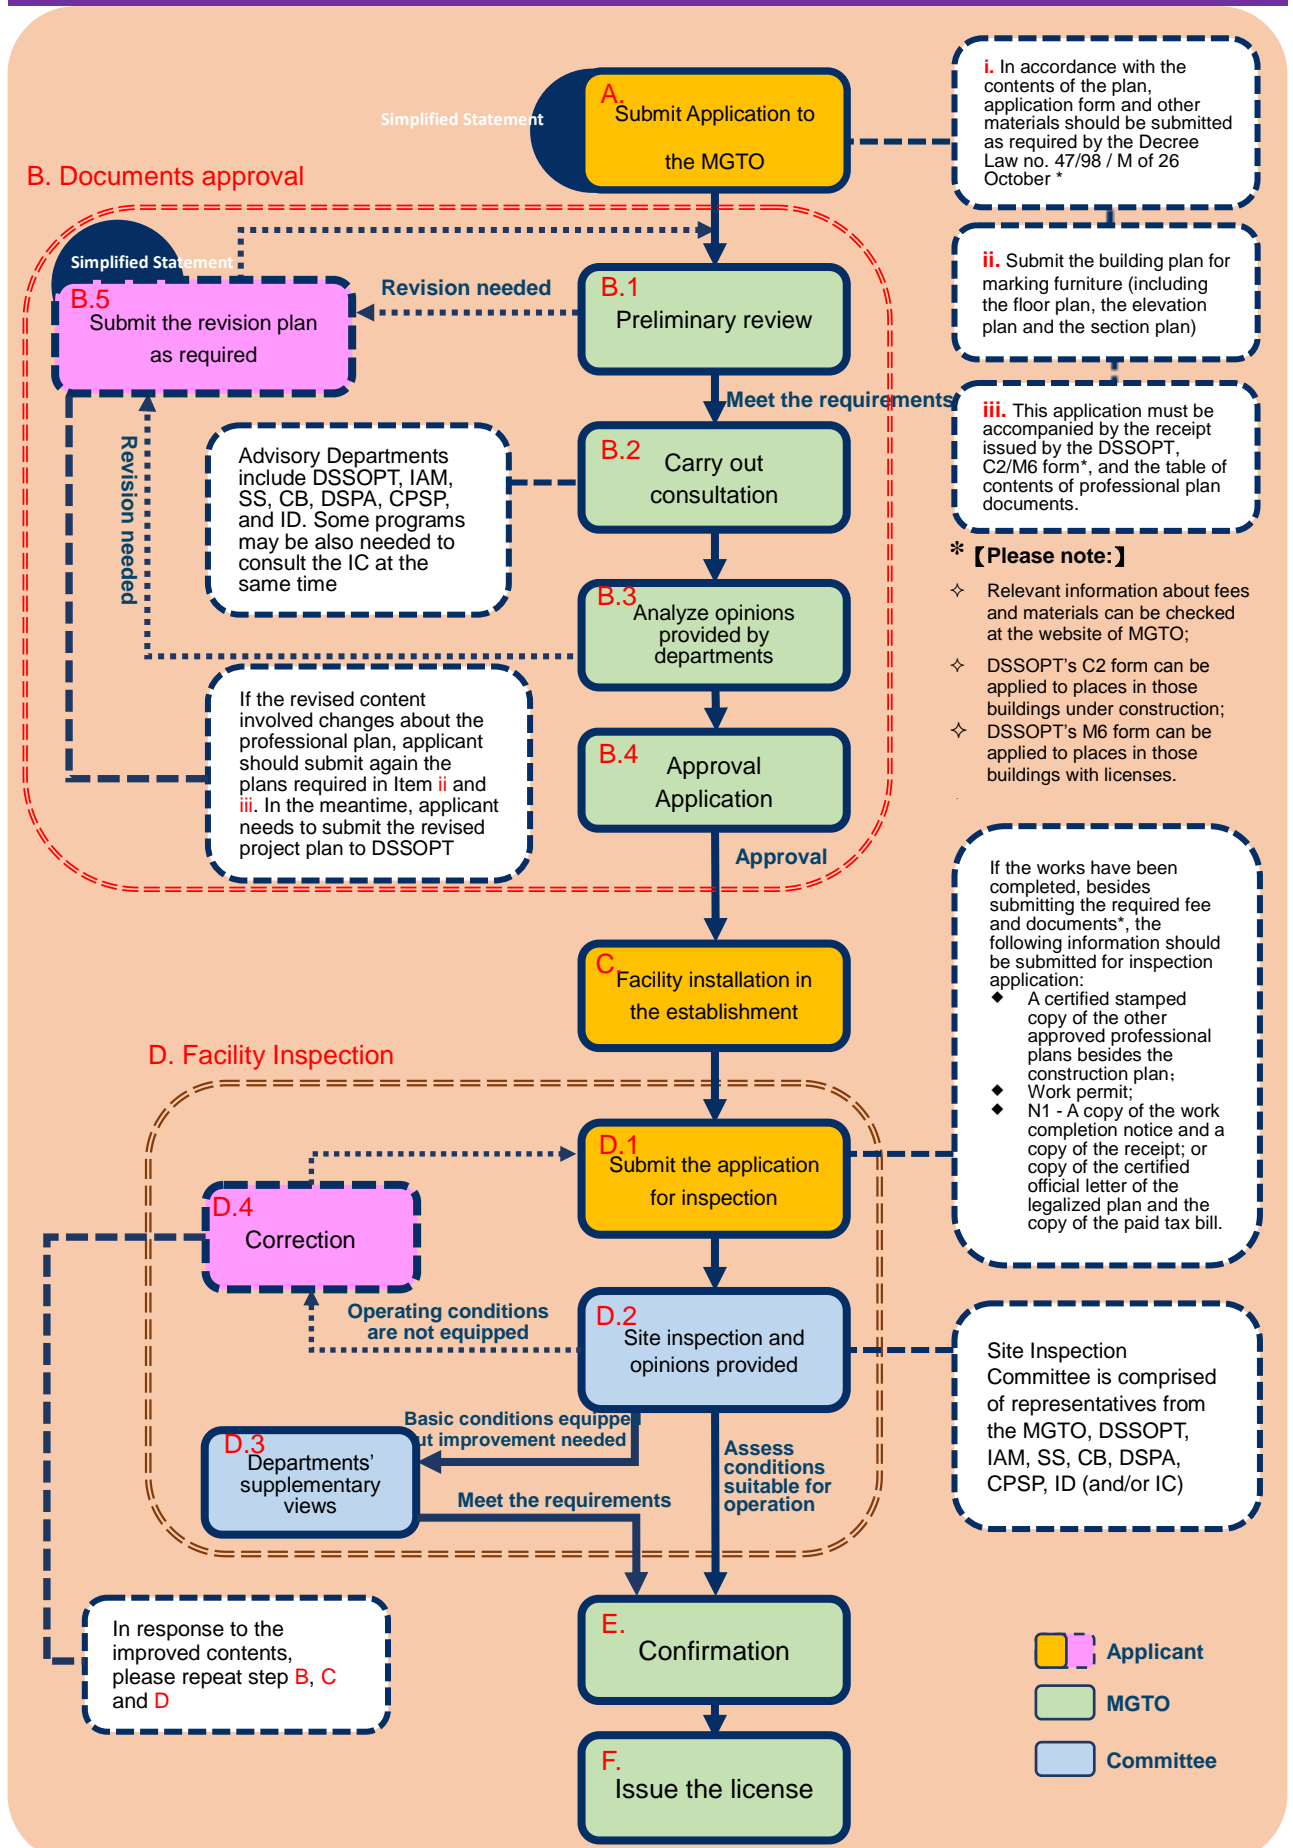 A.
Simplified Statement
Submit Application to
the MGTO
i. In accordance with the
contents of the plan,
application form and other
materials should be submitted
as required by the Decree
Law no. 47/98 / M of 26
October *
B. Documents approval
Simplified Statement
B.5
Submit the revision plan
as required
Revision needed
B.1
Preliminary review
ii. Submit the building plan for
marking furniture (including
the floor plan, the elevation
plan and the section plan)
Meet the requirements
iii. This application must be
accompanied by the receipt
issued by the DSSOPT,
C2/M6 form*, and the table of
contents of professional plan
documents.
Revision needed
Advisory Departments
include DSSOPT, IAM,
SS, CB, DSPA, CPSP,
and ID. Some programs
may be also needed to
consult the IC at the
same time
B.2
Carry out
consultation
*【Please note:】
✧ Relevant information about fees
and materials can be checked
at the website of MGTO;
✧ DSSOPT’s C2 form can be
applied to places in those
buildings under construction;
✧ DSSOPT’s M6 form can be
applied to places in those
buildings with licenses.
B.3
Analyze opinions
provided by
departments
If the revised content
involved changes about the
professional plan, applicant
should submit again the
plans required in Item ii and
iii. In the meantime, applicant
needs to submit the revised
project plan to DSSOPT
B.4
Approval
Application
Approval
If the works have been
completed, besides
submitting the required fee
and documents*, the
following information should
be submitted for inspection
application:
◆ A certified stamped
copy of the other
approved professional
plans besides the
construction plan;
◆ Work permit;
◆ N1 - A copy of the work
completion notice and a
copy of the receipt; or
copy of the certified
official letter of the
legalized plan and the
copy of the paid tax bill.
C.
Facility installation in
the establishment
D. Facility Inspection
D.1
Submit the application
for inspection
D.4
Correction
Operating conditions
are not equipped
D.2
Site inspection and
opinions provided
Site Inspection
Committee is comprised
of representatives from
the MGTO, DSSOPT,
IAM, SS, CB, DSPA,
CPSP, ID (and/or IC)
Basic conditions equipped
but improvement needed
D.3
Departments’
supplementary
views
Assess
conditions
suitable for
operation
Meet the requirements
In response to the
improved contents,
please repeat step B, C
and D
E.
Confirmation
F.
Issue the license
Applicant
MGTO
Committee